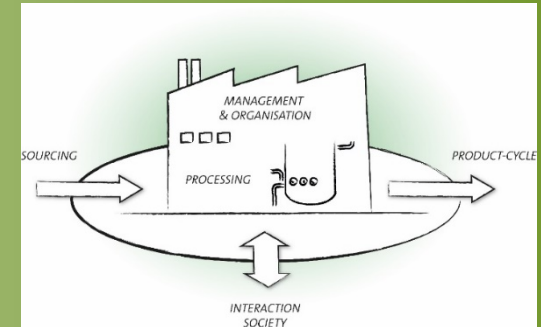 MANAGEMENT
& ORGANISATION
SOURCING
PRODUCT-CYCLE
PROCESSING
INTERACTION
SOCIETY